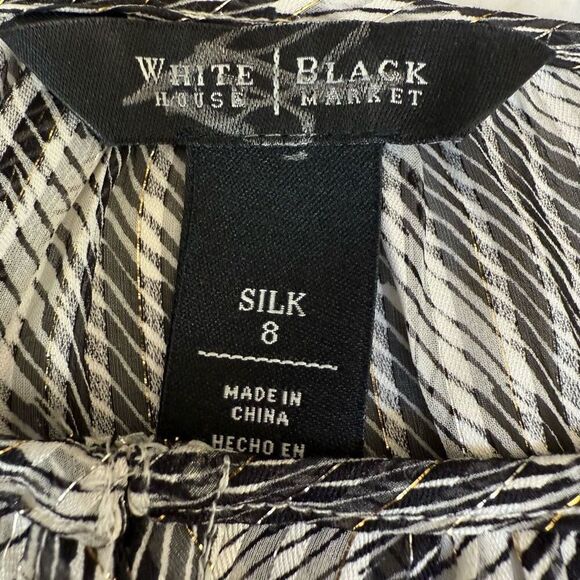 WHITE | BLACK
HOUSE | MARKET
SILK
8
MADE IN
CHINA
HECHO EN